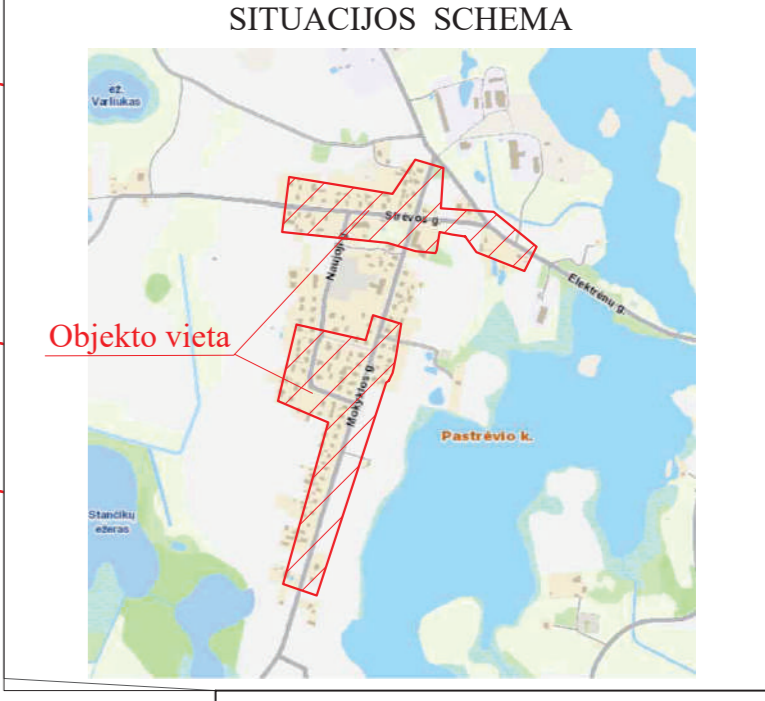 SITUACIJOS SCHEMA
ež.
Varliukas
Strėvos g.
Naujoji g.
Elektrėnų g.
Objekto vieta
Mokyklos g.
Pastrėvio k.
Stančikų
ežeras